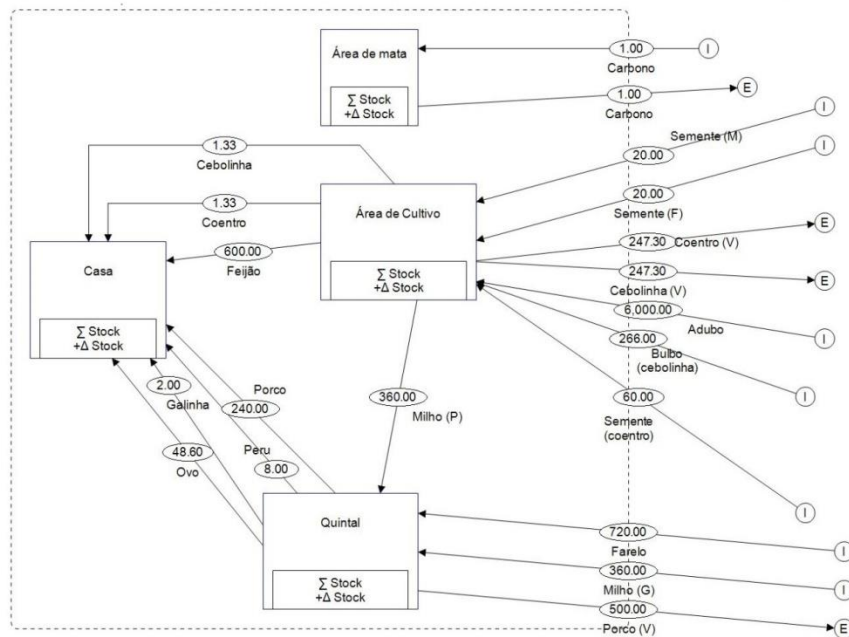 Área de mata
∑ Stock
+Δ Stock
1.00
Carbono
I
1.00
Carbono
E
I
Semente (M)
20.00
I
20.00
Semente (F)
1.33
Cebolinha
1.33
Coentro
Área de Cultivo
∑ Stock
+Δ Stock
E
247.30
Coentro (V)
247.30
Cebolinha (V)
E
600.00
Feijão
Casa
∑ Stock
+Δ Stock
6,000.00
Adubo
I
266.00
Bulbo
(cebolinha)
I
60.00
Semente
(coentro)
I
2.00
Galinha
Porco
240.00
360.00
Milho (P)
48.60
Ovo
Peru
8.00
Quintal
∑ Stock
+Δ Stock
720.00
Farelo
I
360.00
Milho (G)
I
500.00
Porco (V)
E